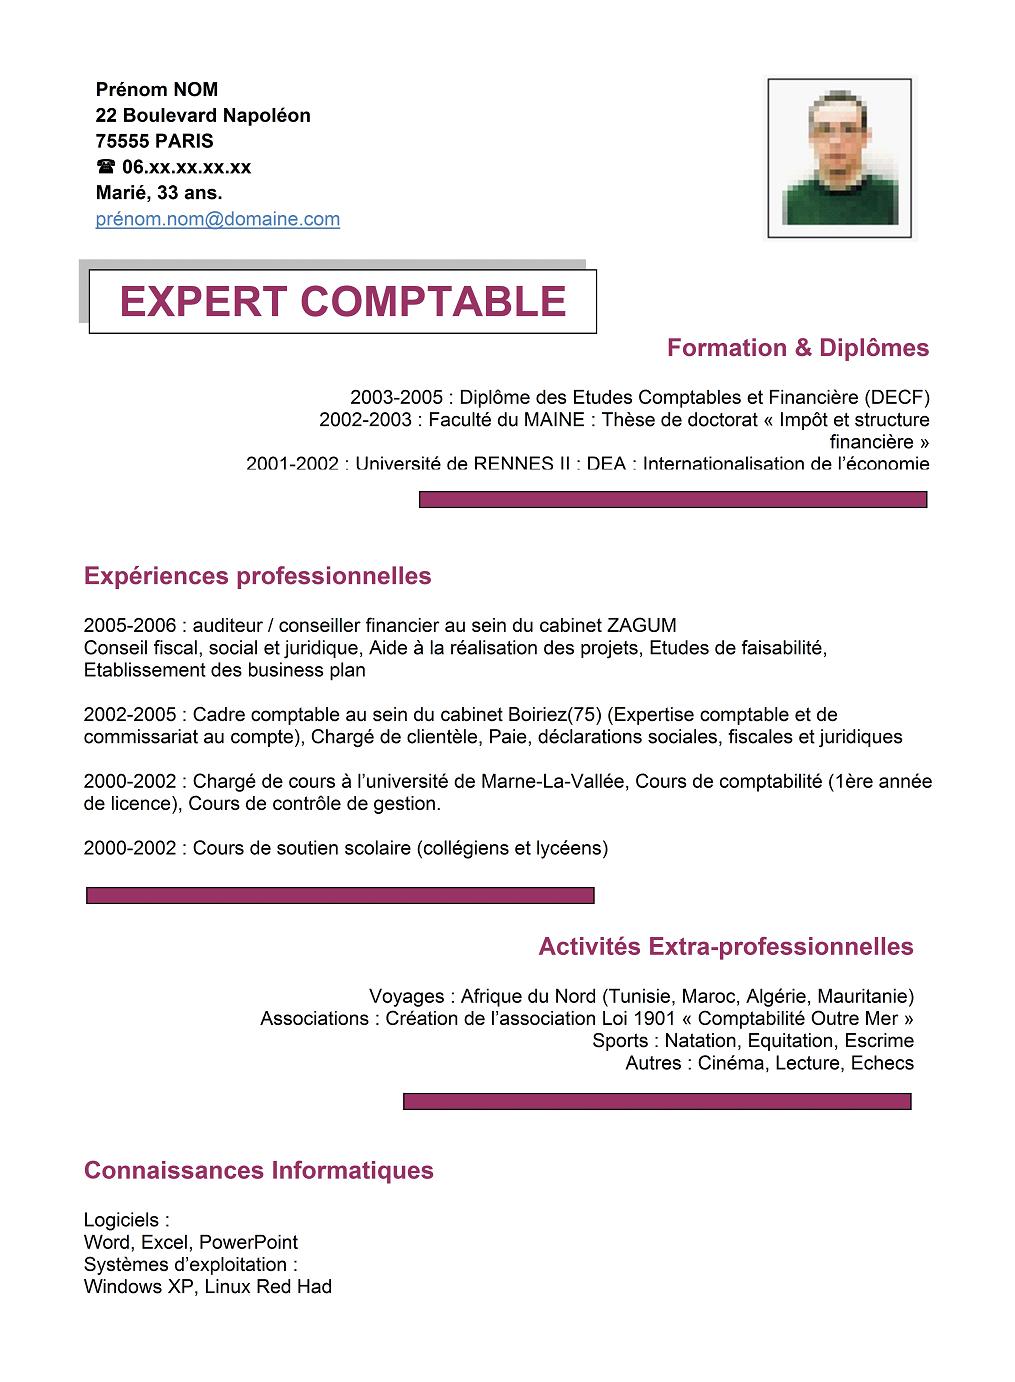 Prénom NOM
22 Boulevard Napoléon
75555 PARIS
☎ 06.xx.xx.xx.xx
Marié, 33 ans.
prénom.nom@domaine.com
EXPERT COMPTABLE
Formation & Diplômes
2003-2005 : Diplôme des Etudes Comptables et Financière (DECF)
2002-2003 : Faculté du MAINE : Thèse de doctorat « Impôt et structure
financière »
2001-2002 : Université de RENNES II : DEA : Internationalisation de l’économie
Expériences professionnelles
2005-2006 : auditeur / conseiller financier au sein du cabinet ZAGUM
Conseil fiscal, social et juridique, Aide à la réalisation des projets, Etudes de faisabilité,
Etablissement des business plan
2002-2005 : Cadre comptable au sein du cabinet Boiriez(75) (Expertise comptable et de
commissariat au compte), Chargé de clientèle, Paie, déclarations sociales, fiscales et juridiques
2000-2002 : Chargé de cours à l’université de Marne-La-Vallée, Cours de comptabilité (1ère année
de licence), Cours de contrôle de gestion.
2000-2002 : Cours de soutien scolaire (collégiens et lycéens)
Activités Extra-professionnelles
Voyages : Afrique du Nord (Tunisie, Maroc, Algérie, Mauritanie)
Associations : Création de l’association Loi 1901 « Comptabilité Outre Mer »
Sports : Natation, Equitation, Escrime
Autres : Cinéma, Lecture, Echecs
Connaissances Informatiques
Logiciels :
Word, Excel, PowerPoint
Systèmes d’exploitation :
Windows XP, Linux Red Had